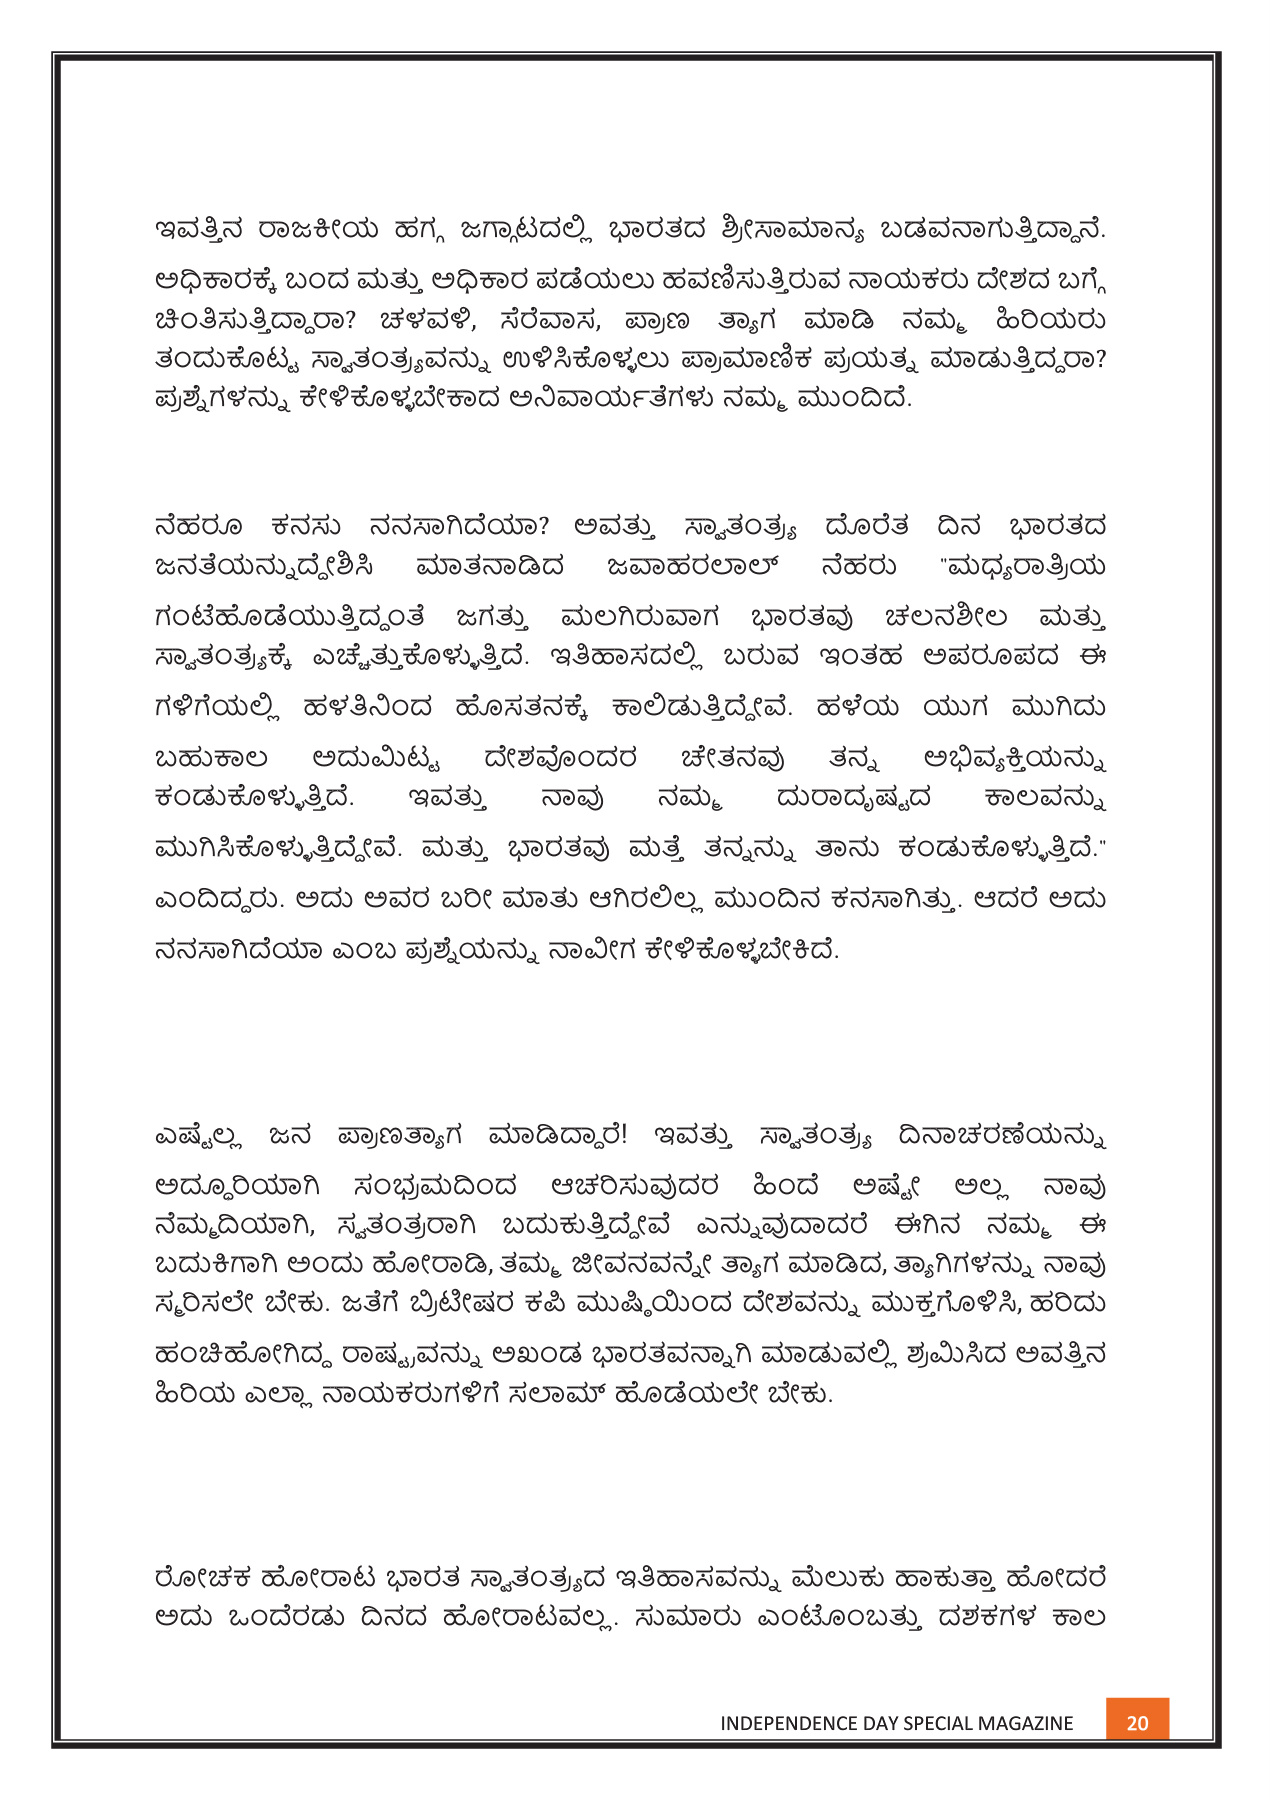 ಇವತ್ತಿನ ರಾಜಕೀಯ ಹಗ್ಗ ಜಗ್ಗಾಟದಲ್ಲಿ ಭಾರತದ ಶ್ರೀಸಾಮಾನ್ಯ ಬಡವನಾಗುತ್ತಿದ್ದಾನೆ.
ಅಧಿಕಾರಕ್ಕೆ ಬಂದ ಮತ್ತು ಅಧಿಕಾರ ಪಡೆಯಲು ಹವಣಿಸುತ್ತಿರುವ ನಾಯಕರು ದೇಶದ ಬಗ್ಗೆ
ಚಿಂತಿಸುತ್ತಿದ್ದಾರಾ? ಚಳವಳಿ, ಸೆರೆವಾಸ, ಪ್ರಾಣ ತ್ಯಾಗ ಮಾಡಿ ನಮ್ಮ ಹಿರಿಯರು
ತಂದುಕೊಟ್ಟ ಸ್ವಾತಂತ್ರ್ಯವನ್ನು ಉಳಿಸಿಕೊಳ್ಳಲು ಪ್ರಾಮಾಣಿಕ ಪ್ರಯತ್ನ ಮಾಡುತ್ತಿದ್ದರಾ?
ಪ್ರಶ್ನೆಗಳನ್ನು ಕೇಳಿಕೊಳ್ಳಬೇಕಾದ ಅನಿವಾರ್ಯತೆಗಳು ನಮ್ಮ ಮುಂದಿದೆ.
ನೆಹರೂ ಕನಸು ನನಸಾಗಿದೆಯಾ? ಅವತ್ತು ಸ್ವಾತಂತ್ರ್ಯ ದೊರೆತ ದಿನ ಭಾರತದ
ಜನತೆಯನ್ನುದ್ದೇಶಿಸಿ ಮಾತನಾಡಿದ ಜವಾಹರಲಾಲ್ ನೆಹರು "ಮಧ್ಯರಾತ್ರಿಯ
ಗಂಟೆಹೊಡೆಯುತ್ತಿದ್ದಂತೆ ಜಗತ್ತು ಮಲಗಿರುವಾಗ ಭಾರತವು ಚಲನಶೀಲ ಮತ್ತು
ಸ್ವಾತಂತ್ರ್ಯಕ್ಕೆ ಎಚ್ಚೆತ್ತುಕೊಳ್ಳುತ್ತಿದೆ. ಇತಿಹಾಸದಲ್ಲಿ ಬರುವ ಇಂತಹ ಅಪರೂಪದ ಈ
ಗಳಿಗೆಯಲ್ಲಿ ಹಳತಿನಿಂದ ಹೊಸತನಕ್ಕೆ ಕಾಲಿಡುತ್ತಿದ್ದೇವೆ. ಹಳೆಯ ಯುಗ ಮುಗಿದು
ಬಹುಕಾಲ ಅದುಮಿಟ್ಟ ದೇಶವೊಂದರ ಚೇತನವು ತನ್ನ ಅಭಿವ್ಯಕ್ತಿಯನ್ನು
ಕಂಡುಕೊಳ್ಳುತ್ತಿದೆ. ಇವತ್ತು ನಾವು ನಮ್ಮ ದುರಾದೃಷ್ಟದ ಕಾಲವನ್ನು
ಮುಗಿಸಿಕೊಳ್ಳುತ್ತಿದ್ದೇವೆ. ಮತ್ತು ಭಾರತವು ಮತ್ತೆ ತನ್ನನ್ನು ತಾನು ಕಂಡುಕೊಳ್ಳುತ್ತಿದೆ."
ಎಂದಿದ್ದರು. ಅದು ಅವರ ಬರೀ ಮಾತು ಆಗಿರಲಿಲ್ಲ ಮುಂದಿನ ಕನಸಾಗಿತ್ತು. ಆದರೆ ಅದು
ನನಸಾಗಿದೆಯಾ ಎಂಬ ಪ್ರಶ್ನೆಯನ್ನು ನಾವೀಗ ಕೇಳಿಕೊಳ್ಳಬೇಕಿದೆ.
ಎಷ್ಟೆಲ್ಲ ಜನ ಪ್ರಾಣತ್ಯಾಗ ಮಾಡಿದ್ದಾರೆ! ಇವತ್ತು ಸ್ವಾತಂತ್ರ್ಯ ದಿನಾಚರಣೆಯನ್ನು
ಅದ್ಧೂರಿಯಾಗಿ ಸಂಭ್ರಮದಿಂದ ಆಚರಿಸುವುದರ ಹಿಂದೆ ಅಷ್ಟೇ ಅಲ್ಲ ನಾವು
ನೆಮ್ಮದಿಯಾಗಿ, ಸ್ವತಂತ್ರರಾಗಿ ಬದುಕುತ್ತಿದ್ದೇವೆ ಎನ್ನುವುದಾದರೆ ಈಗಿನ ನಮ್ಮ ಈ
ಬದುಕಿಗಾಗಿ ಅಂದು ಹೋರಾಡಿ, ತಮ್ಮ ಜೀವನವನ್ನೇ ತ್ಯಾಗ ಮಾಡಿದ, ತ್ಯಾಗಿಗಳನ್ನು ನಾವು
ಸ್ಮರಿಸಲೇ ಬೇಕು. ಜತೆಗೆ ಬ್ರಿಟೀಷರ ಕಪಿ ಮುಷ್ಠಿಯಿಂದ ದೇಶವನ್ನು ಮುಕ್ತಗೊಳಿಸಿ, ಹರಿದು
ಹಂಚಿಹೋಗಿದ್ದ ರಾಷ್ಟ್ರವನ್ನು ಅಖಂಡ ಭಾರತವನ್ನಾಗಿ ಮಾಡುವಲ್ಲಿ ಶ್ರಮಿಸಿದ ಅವತ್ತಿನ
ಹಿರಿಯ ಎಲ್ಲಾ ನಾಯಕರುಗಳಿಗೆ ಸಲಾಮ್ ಹೊಡೆಯಲೇ ಬೇಕು.
ರೋಚಕ ಹೋರಾಟ ಭಾರತ ಸ್ವಾತಂತ್ರ್ಯದ ಇತಿಹಾಸವನ್ನು ಮೆಲುಕು ಹಾಕುತ್ತಾ ಹೋದರೆ
ಅದು ಒಂದೆರಡು ದಿನದ ಹೋರಾಟವಲ್ಲ. ಸುಮಾರು ಎಂಟೊಂಬತ್ತು ದಶಕಗಳ ಕಾಲ
INDEPENDENCE DAY SPECIAL MAGAZINE 20